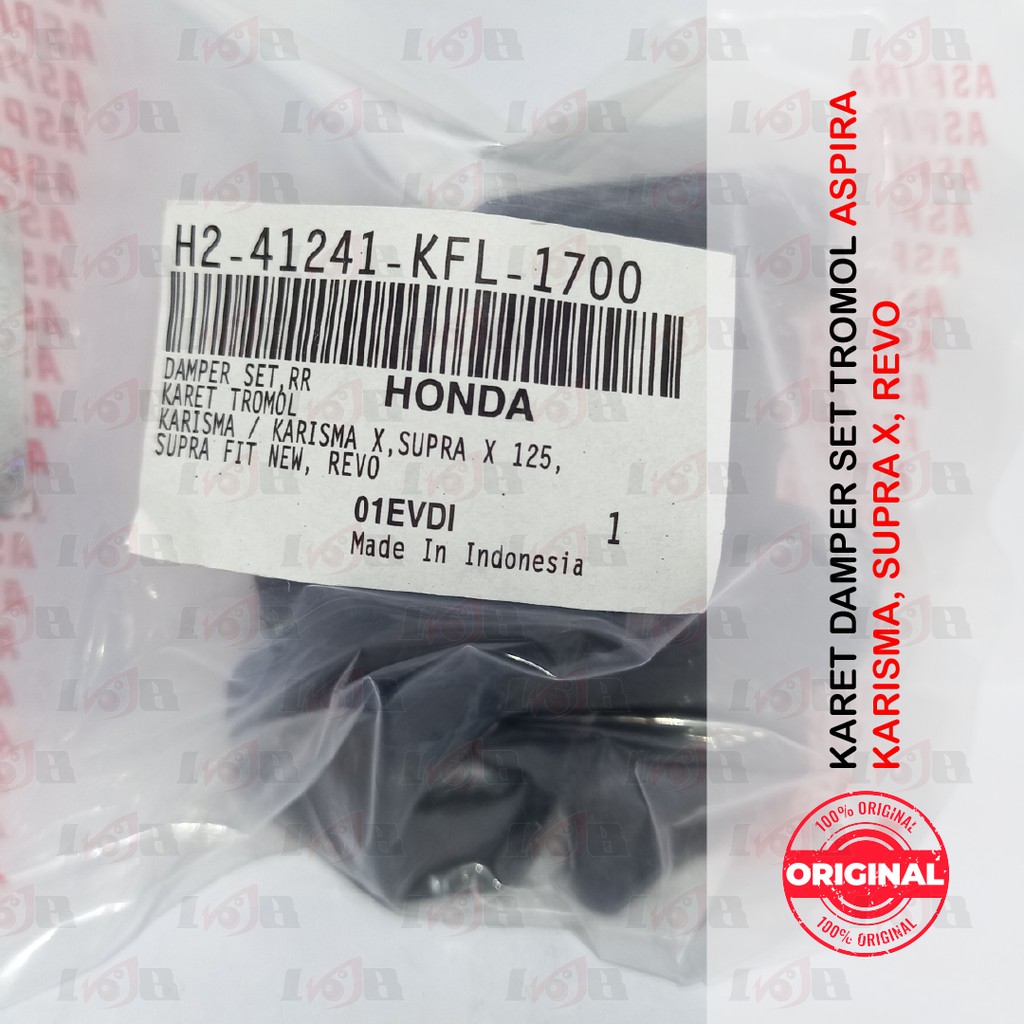 H2-41241-KFL-1700
DAMPER SET,RR
HONDA
KARET TROMOL
KARISMA / KARISMA X,SUPRA X 125,
SUPRA FIT NEW, REVO
01EVDI
1
Made In Indonesia
KARET DAMPER SET TROMOL ASPIRA
KARISMA, SUPRA X, REVO
100% ORIGINAL
ORIGINAL
100% ORIGINAL
ASPIRA